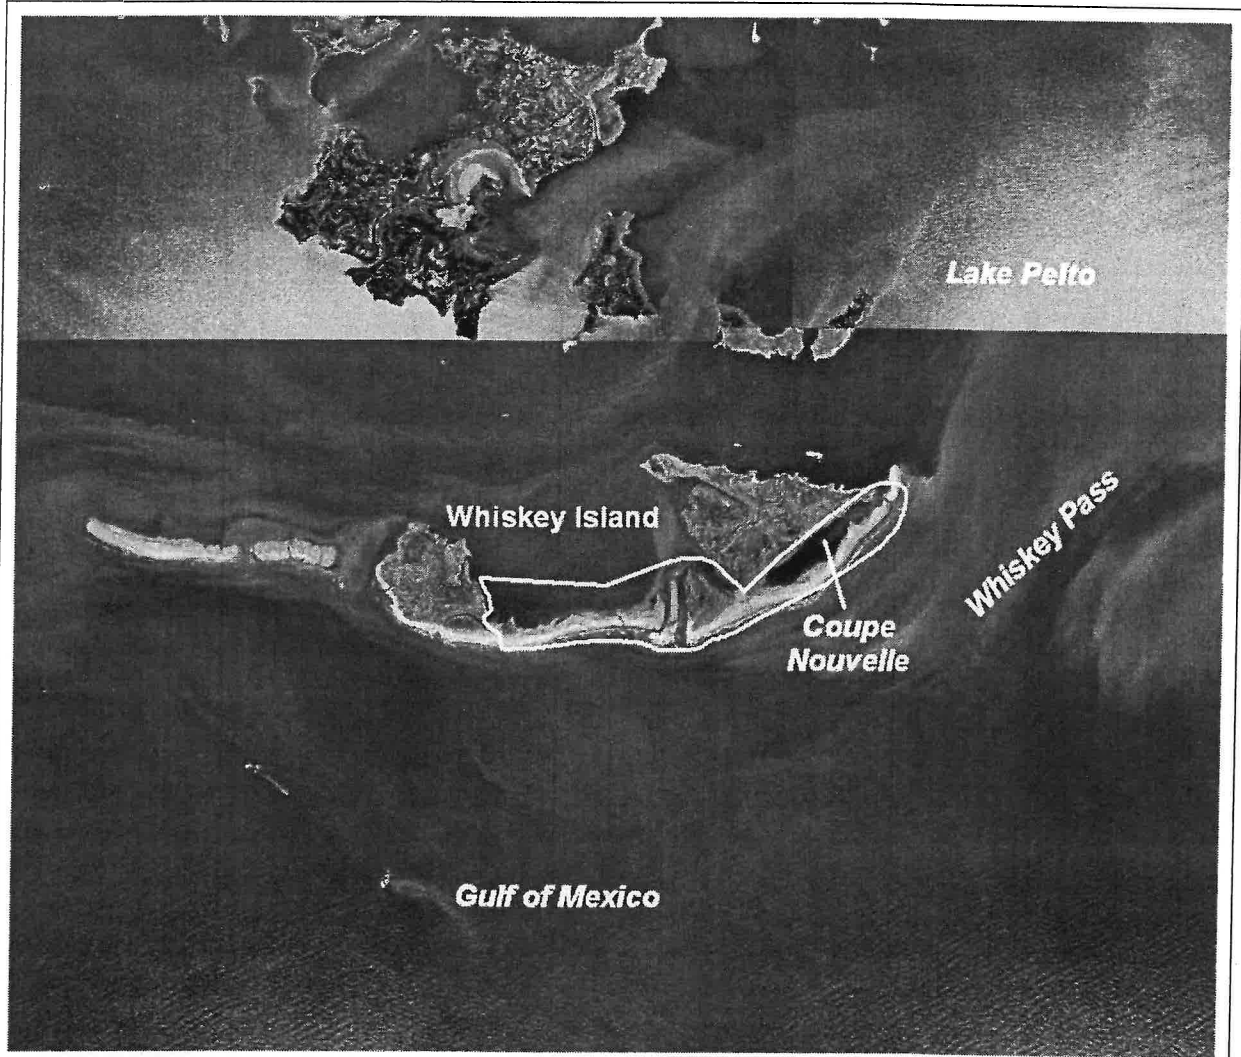 Lake Pelto
Whiskey Island
Whiskey Pass
Coupe
Nouvelle
Gulf of Mexico